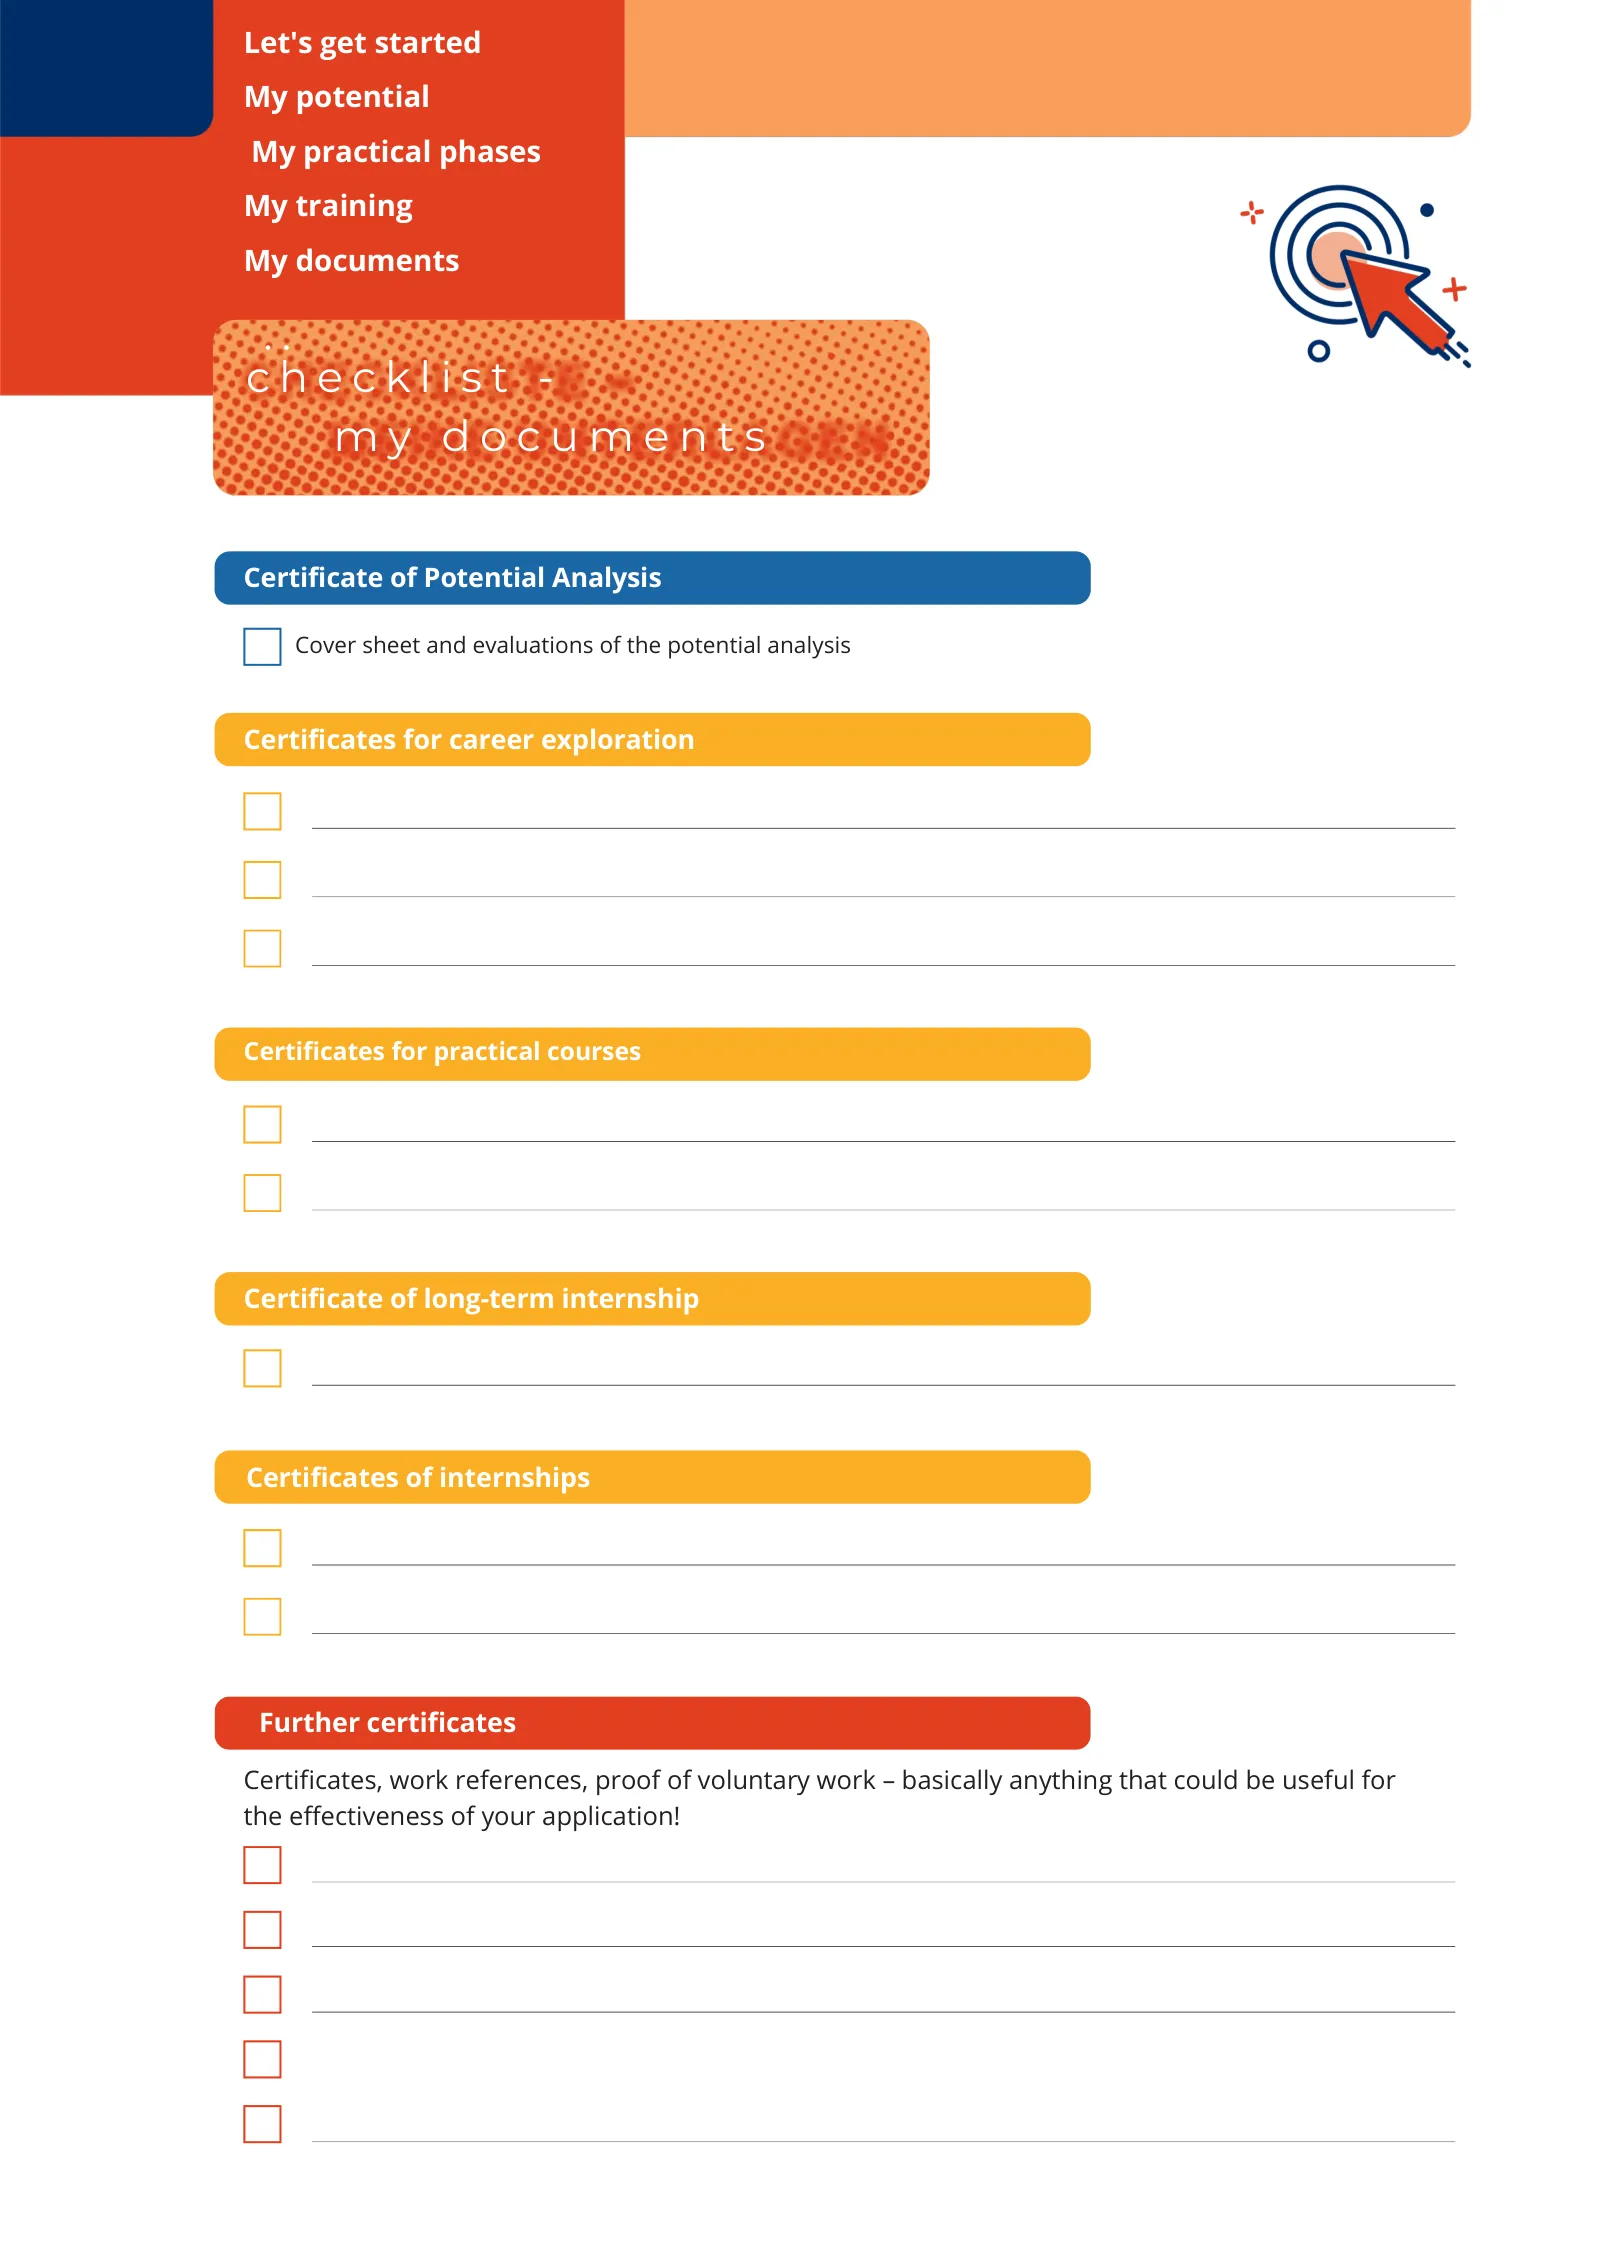 Let's get started
My potential
My practical phases
My training
My documents
checklist -
my documents
Certificate of Potential Analysis
Cover sheet and evaluations of the potential analysis
Certificates for career exploration
Certificates for practical courses
Certificate of long-term internship
Certificates of internships
Further certificates
Certificates, work references, proof of voluntary work – basically anything that could be useful for
the effectiveness of your application!